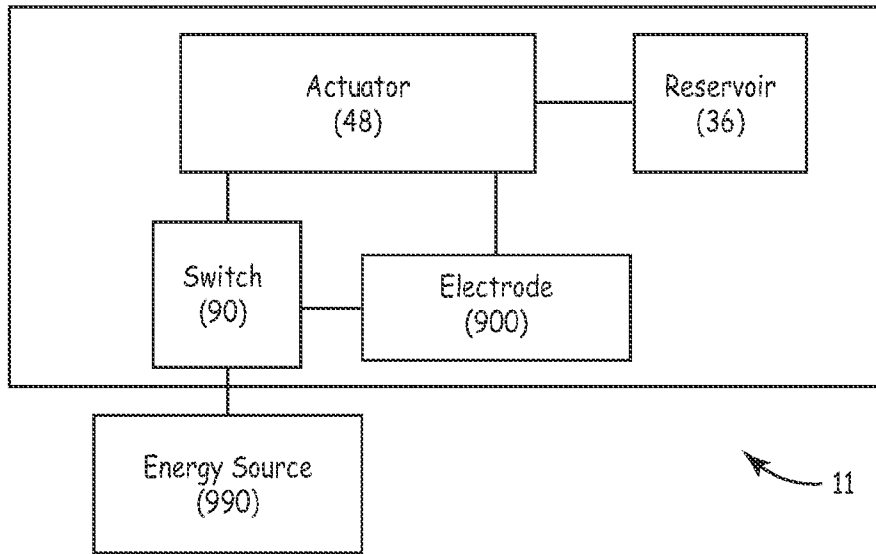 Actuator
(48)
Reservoir
(36)
Switch
(90)
Electrode
(900)
Energy Source
(990)
11